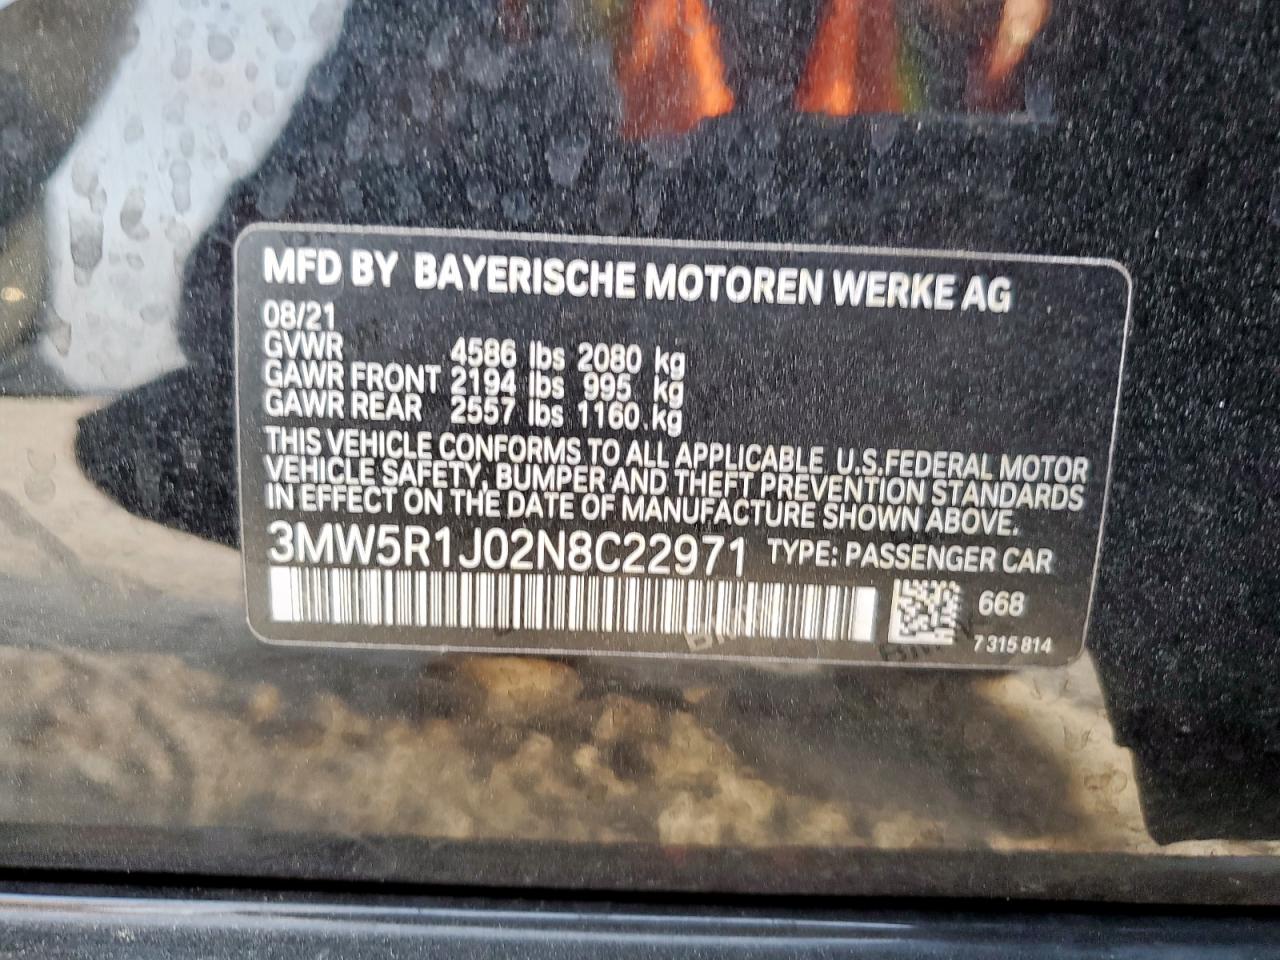 MFD BY BAYERISCHE MOTOREN WERKE AG
08/21
GVWR 4586 lbs 2080 kg
GAWR FRONT 2194 lbs 995 kg
GAWR REAR 2557 lbs 1160 kg
THIS VEHICLE CONFORMS TO ALL APPLICABLE U.S.FEDERAL MOTOR
VEHICLE SAFETY, BUMPER AND THEFT PREVENTION STANDARDS
IN EFFECT ON THE DATE OF MANUFACTURE SHOWN ABOVE.
3MW5R1J02N8C22971 TYPE: PASSENGER CAR
668
7 315 814